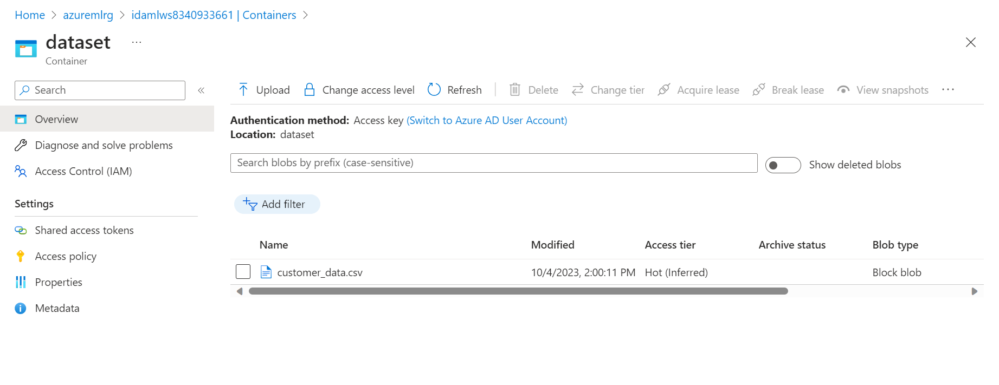 Home > azuremlrg > idamlws8340933661 | Containers >
dataset ...
Container
Search «
Overview
Diagnose and solve problems
Access Control (IAM)
Settings
Shared access tokens
Access policy
Properties
Metadata
Upload Change access level Refresh Delete Change tier Acquire lease Break lease View snapshots ...
Authentication method: Access key (Switch to Azure AD User Account)
Location: dataset
Search blobs by prefix (case-sensitive) Show deleted blobs
Add filter
Name Modified Access tier Archive status Blob type
customer_data.csv 10/4/2023, 2:00:11 PM Hot (Inferred) Block blob